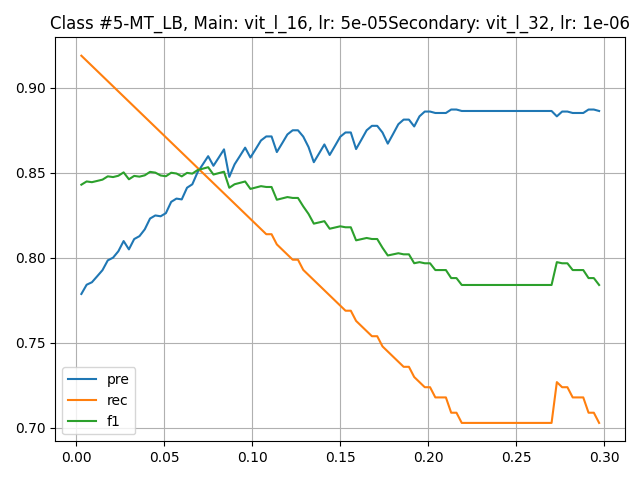 Class #5-MT_LB, Main: vit_l_16, lr: 5e-05Secondary: vit_l_32, lr: 1e-06
0.90
0.85
0.80
0.75
0.70
pre
rec
f1
0.00 0.05 0.10 0.15 0.20 0.25 0.30